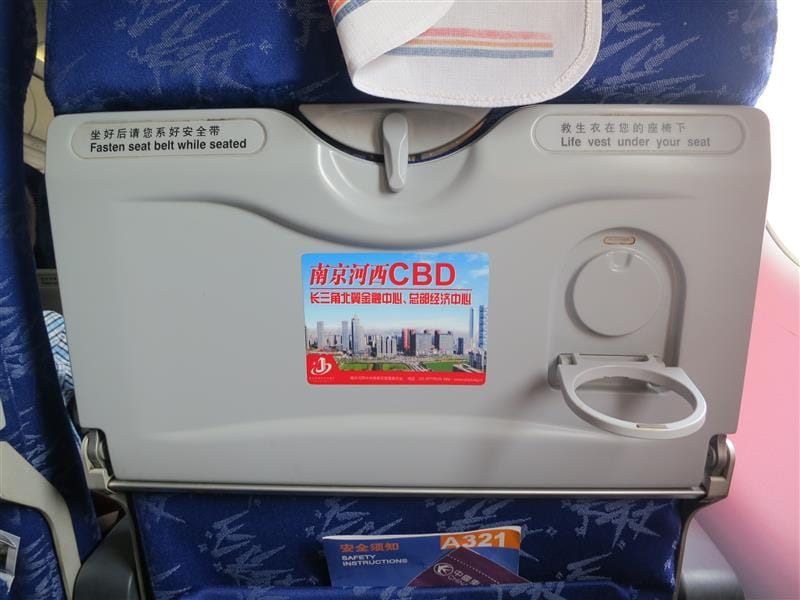 坐好后请您系好安全带
Fasten seat belt while seated
救生衣在您的座椅下
Life vest under your seat
南京河西CBD
长三角北翼金融中心、总部经济中心
安全须知
A321
SAFETY
INSTRUCTIONS
中國東